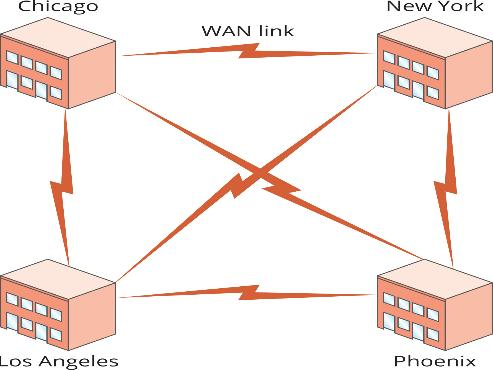 Chicago
New York
WAN link
Los Angeles
Phoenix